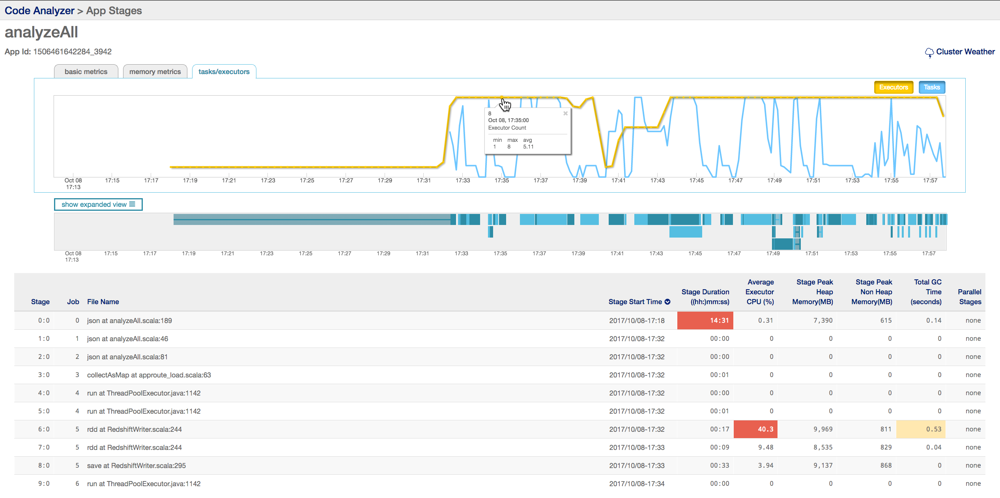 Code Analyzer > App Stages
analyzeAll
App Id: 1506461642284_3942
Cluster Weather
basic metrics memory metrics tasks/executors
Executors Tasks
8
Oct 08, 17:35:00
Executor Count
min max avg
1 8 5.11
Oct 08 17:15 17:17 17:19 17:21 17:23 17:25 17:27 17:29 17:31 17:33 17:35 17:37 17:39 17:41 17:43 17:45 17:47 17:49 17:51 17:53 17:55 17:57
17:13
show expanded view
Oct 08 17:15 17:17 17:19 17:21 17:23 17:25 17:27 17:29 17:31 17:33 17:35 17:37 17:39 17:41 17:43 17:45 17:47 17:49 17:51 17:53 17:55 17:57
17:13
Average Stage Peak Stage Peak Total GC
Stage Duration Executor Heap Non Heap Time Parallel
Stage Job File Name Stage Start Time ((hh:)mm:ss) CPU (%) Memory(MB) Memory(MB) (seconds) Stages
0:0 0 json at analyzeAll.scala:189 2017/10/08-17:18 14:31 0.31 7,390 615 0.14 none
1:0 1 json at analyzeAll.scala:46 2017/10/08-17:32 00:00 0 0 0 0 none
2:0 2 json at analyzeAll.scala:81 2017/10/08-17:32 00:00 0 0 0 0 none
3:0 3 collectAsMap at approute_load.scala:63 2017/10/08-17:32 00:01 0 0 0 0 none
4:0 4 run at ThreadPoolExecutor.java:1142 2017/10/08-17:32 00:00 0 0 0 0 none
5:0 4 run at ThreadPoolExecutor.java:1142 2017/10/08-17:32 00:01 0 0 0 0 none
6:0 5 rdd at RedshiftWriter.scala:244 2017/10/08-17:32 00:17 40.3 9,969 811 0.53 none
7:0 5 rdd at RedshiftWriter.scala:244 2017/10/08-17:33 00:09 9.48 8,535 829 0.04 none
8:0 5 save at RedshiftWriter.scala:295 2017/10/08-17:33 00:33 3.94 9,137 868 0 none
9:0 6 run at ThreadPoolExecutor.java:1142 2017/10/08-17:34 00:00 0 0 0 0 none